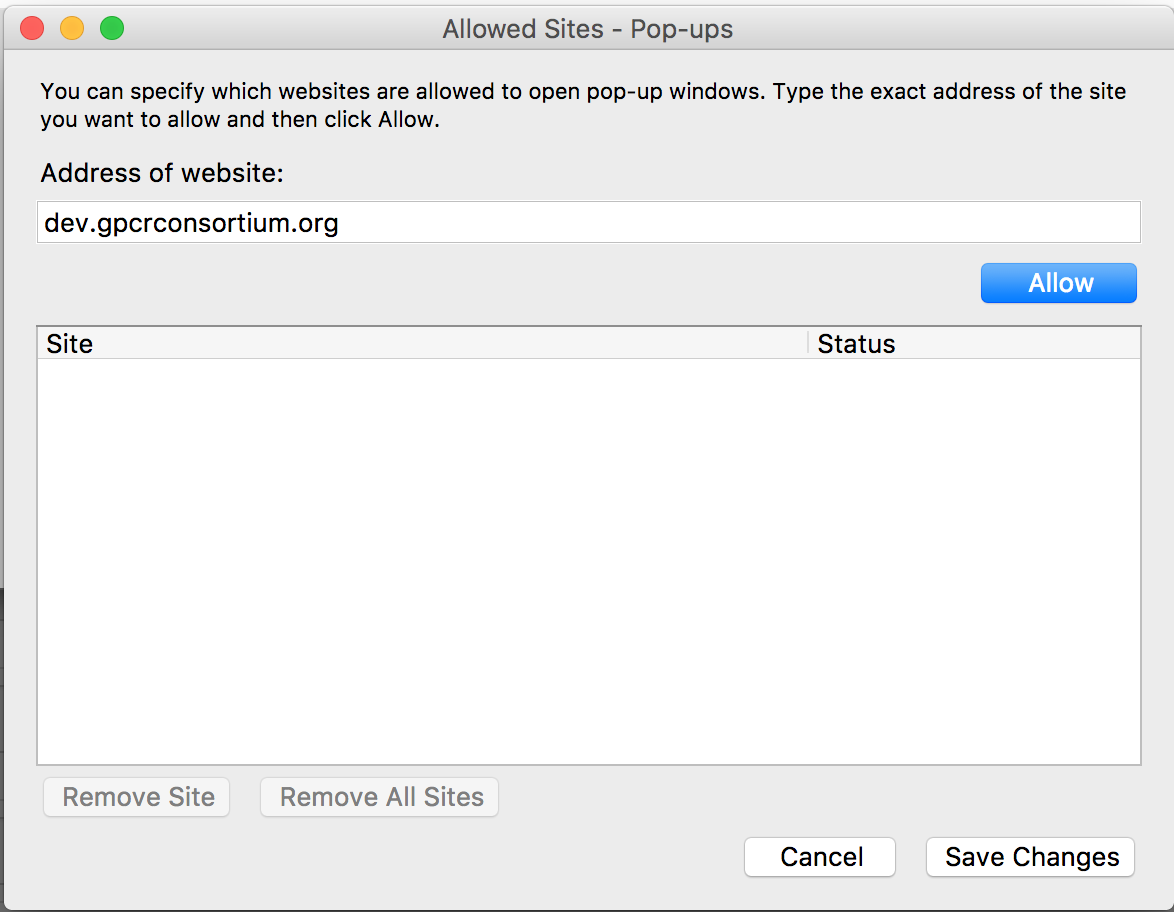 Allowed Sites - Pop-ups
You can specify which websites are allowed to open pop-up windows. Type the exact address of the site
you want to allow and then click Allow.
Address of website:
dev.gpcrconsortium.org
Allow
Site Status
Remove Site Remove All Sites
Cancel Save Changes